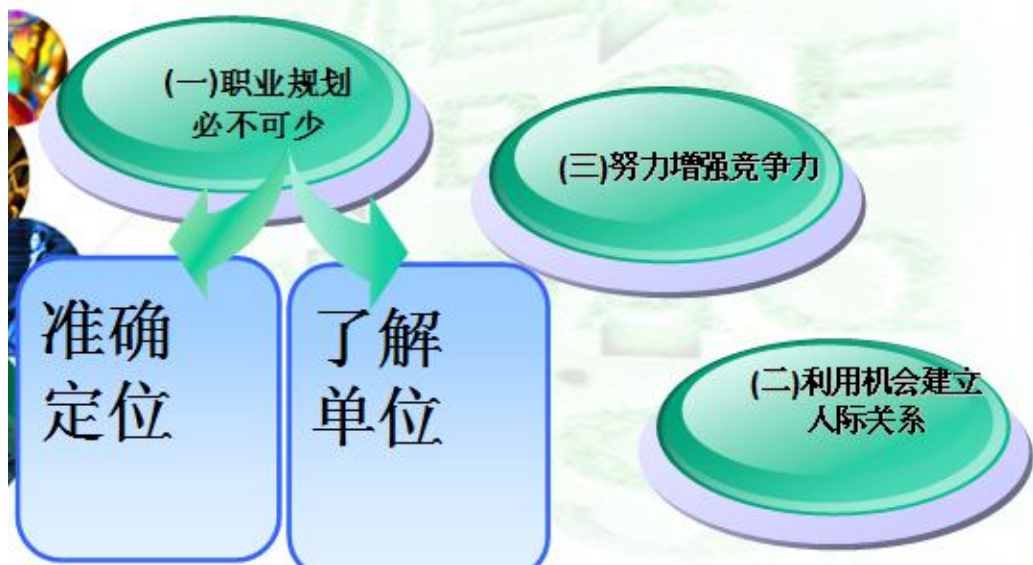 (一)职业规划
必不可少
(三)努力增强竞争力
准确
定位
了解
单位
(二)利用机会建立
人际关系